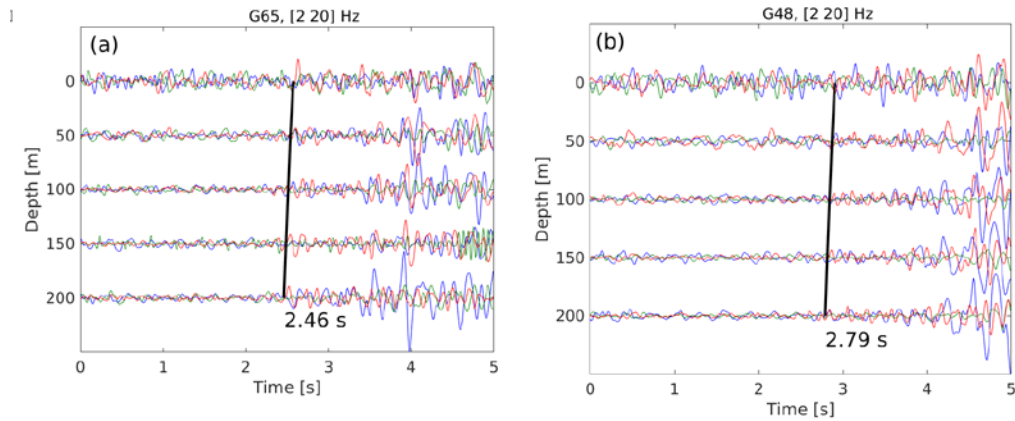 G65, [2 20] Hz
(a)
0
50
100
150
200
Depth [m]
2.46 s
0 1 2 3 4 5
Time [s]
G48, [2 20] Hz
(b)
0
50
100
150
200
Depth [m]
2.79 s
0 1 2 3 4 5
Time [s]